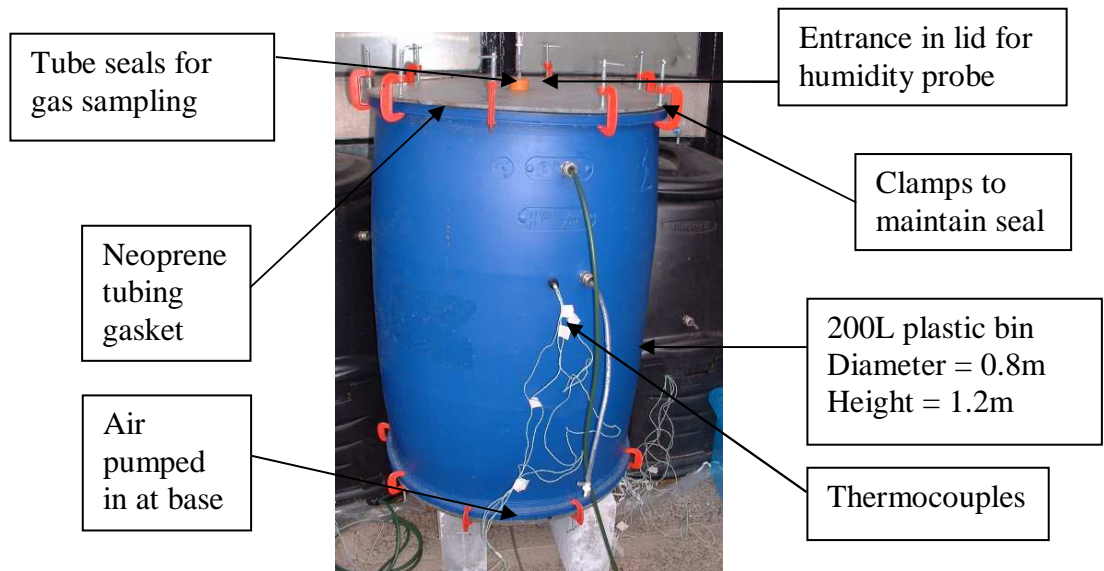 Tube seals for
gas sampling
Entrance in lid for
humidity probe
Clamps to
maintain seal
Neoprene
tubing
gasket
200L plastic bin
Diameter = 0.8m
Height = 1.2m
Air
pumped
in at base
Thermocouples